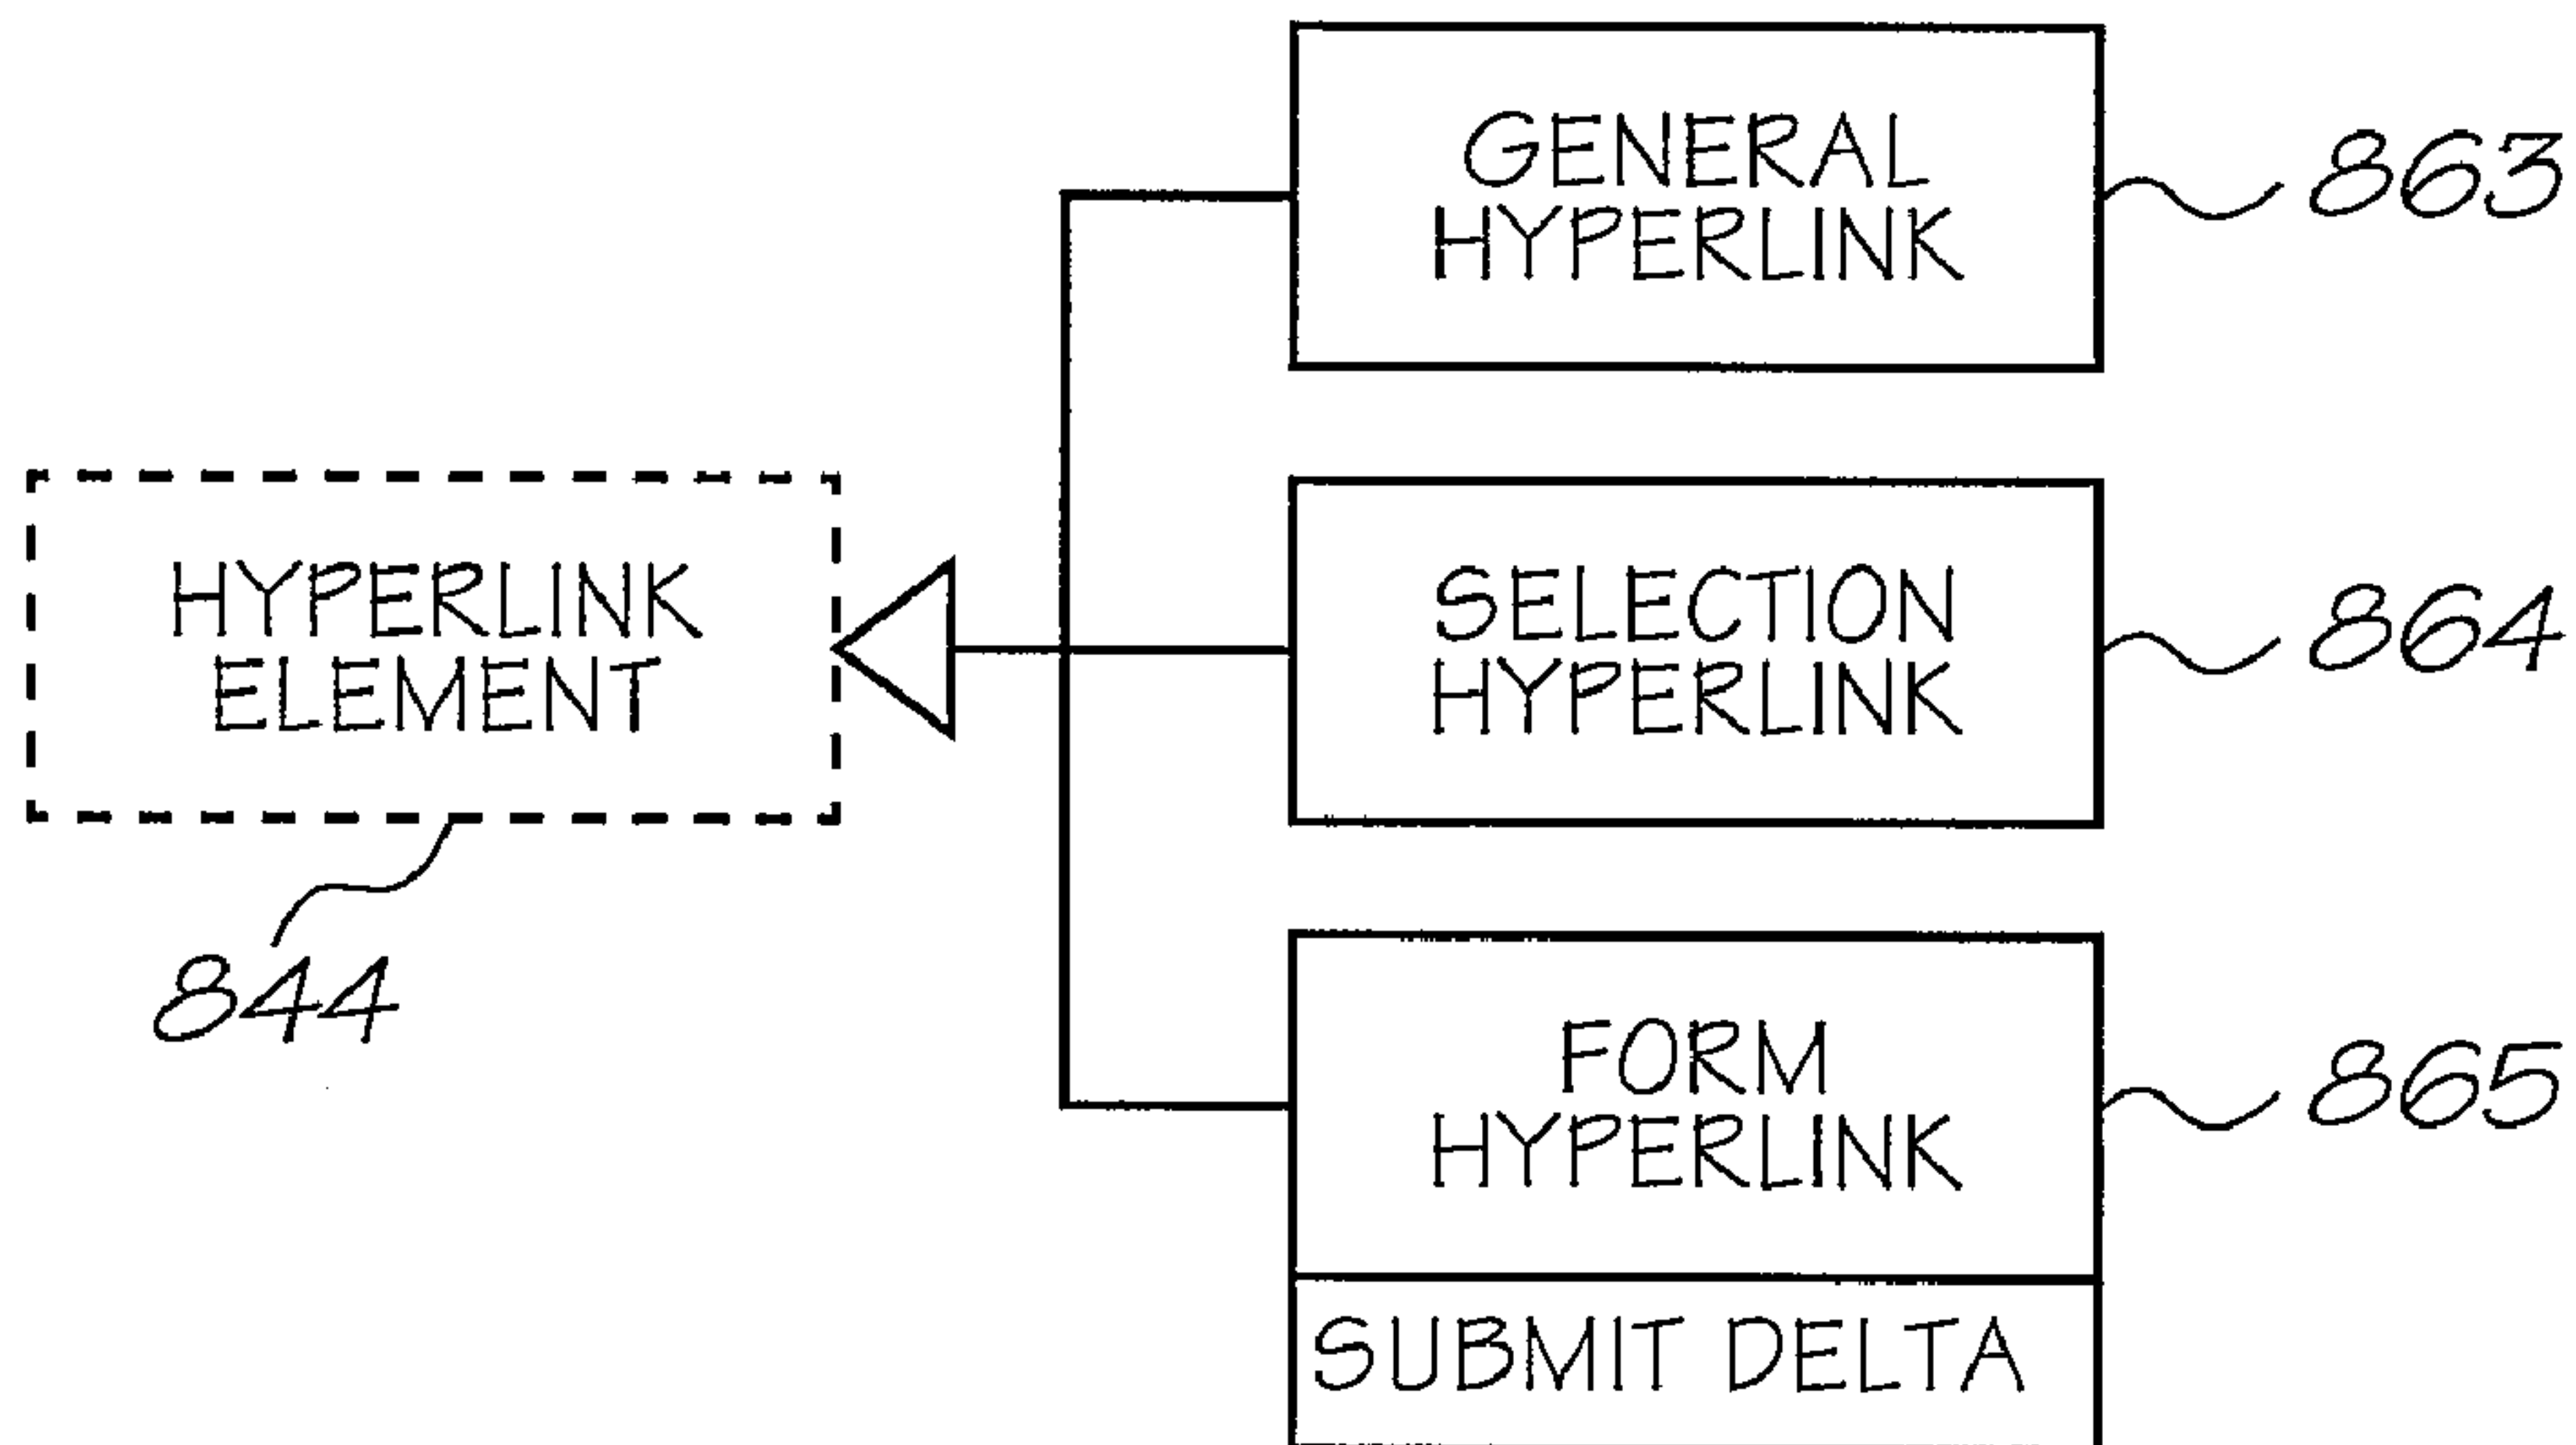 GENERAL
HYPERLINK
863
HYPERLINK
ELEMENT
844
SELECTION
HYPERLINK
864
FORM
HYPERLINK
865
SUBMIT DELTA